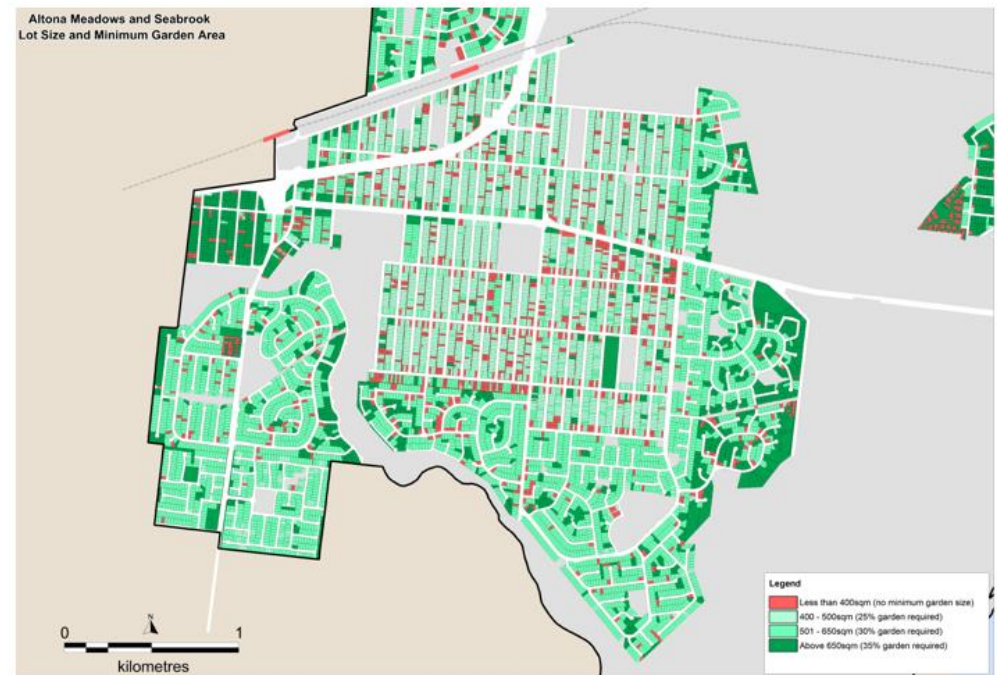 Altona Meadows and Seabrook
Lot Size and Minimum Garden Area
N
0 1
kilometres
Legend
Less than 400sqm (no minimum garden size)
400 - 500sqm (25% garden required)
501 - 650sqm (30% garden required)
Above 650sqm (35% garden required)